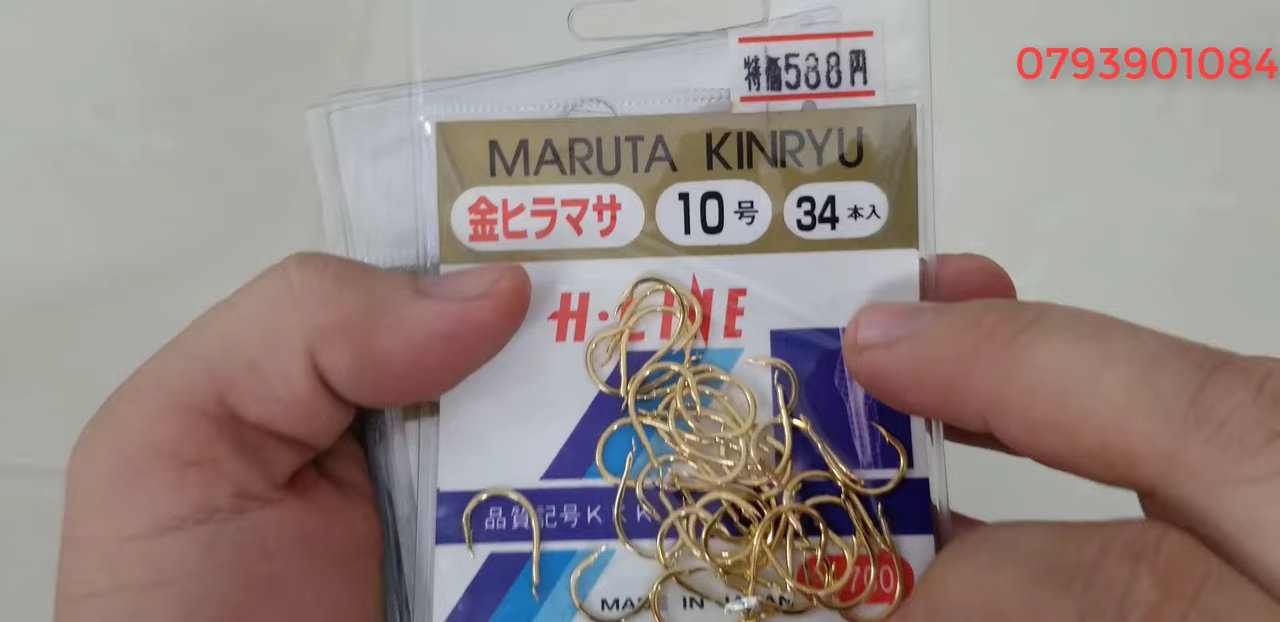 0793901084
特価588円
MARUTA KINRYU
金ヒラマサ 10号 34本入
H·LINE
品質記号K K K
MADE IN JAPAN
700